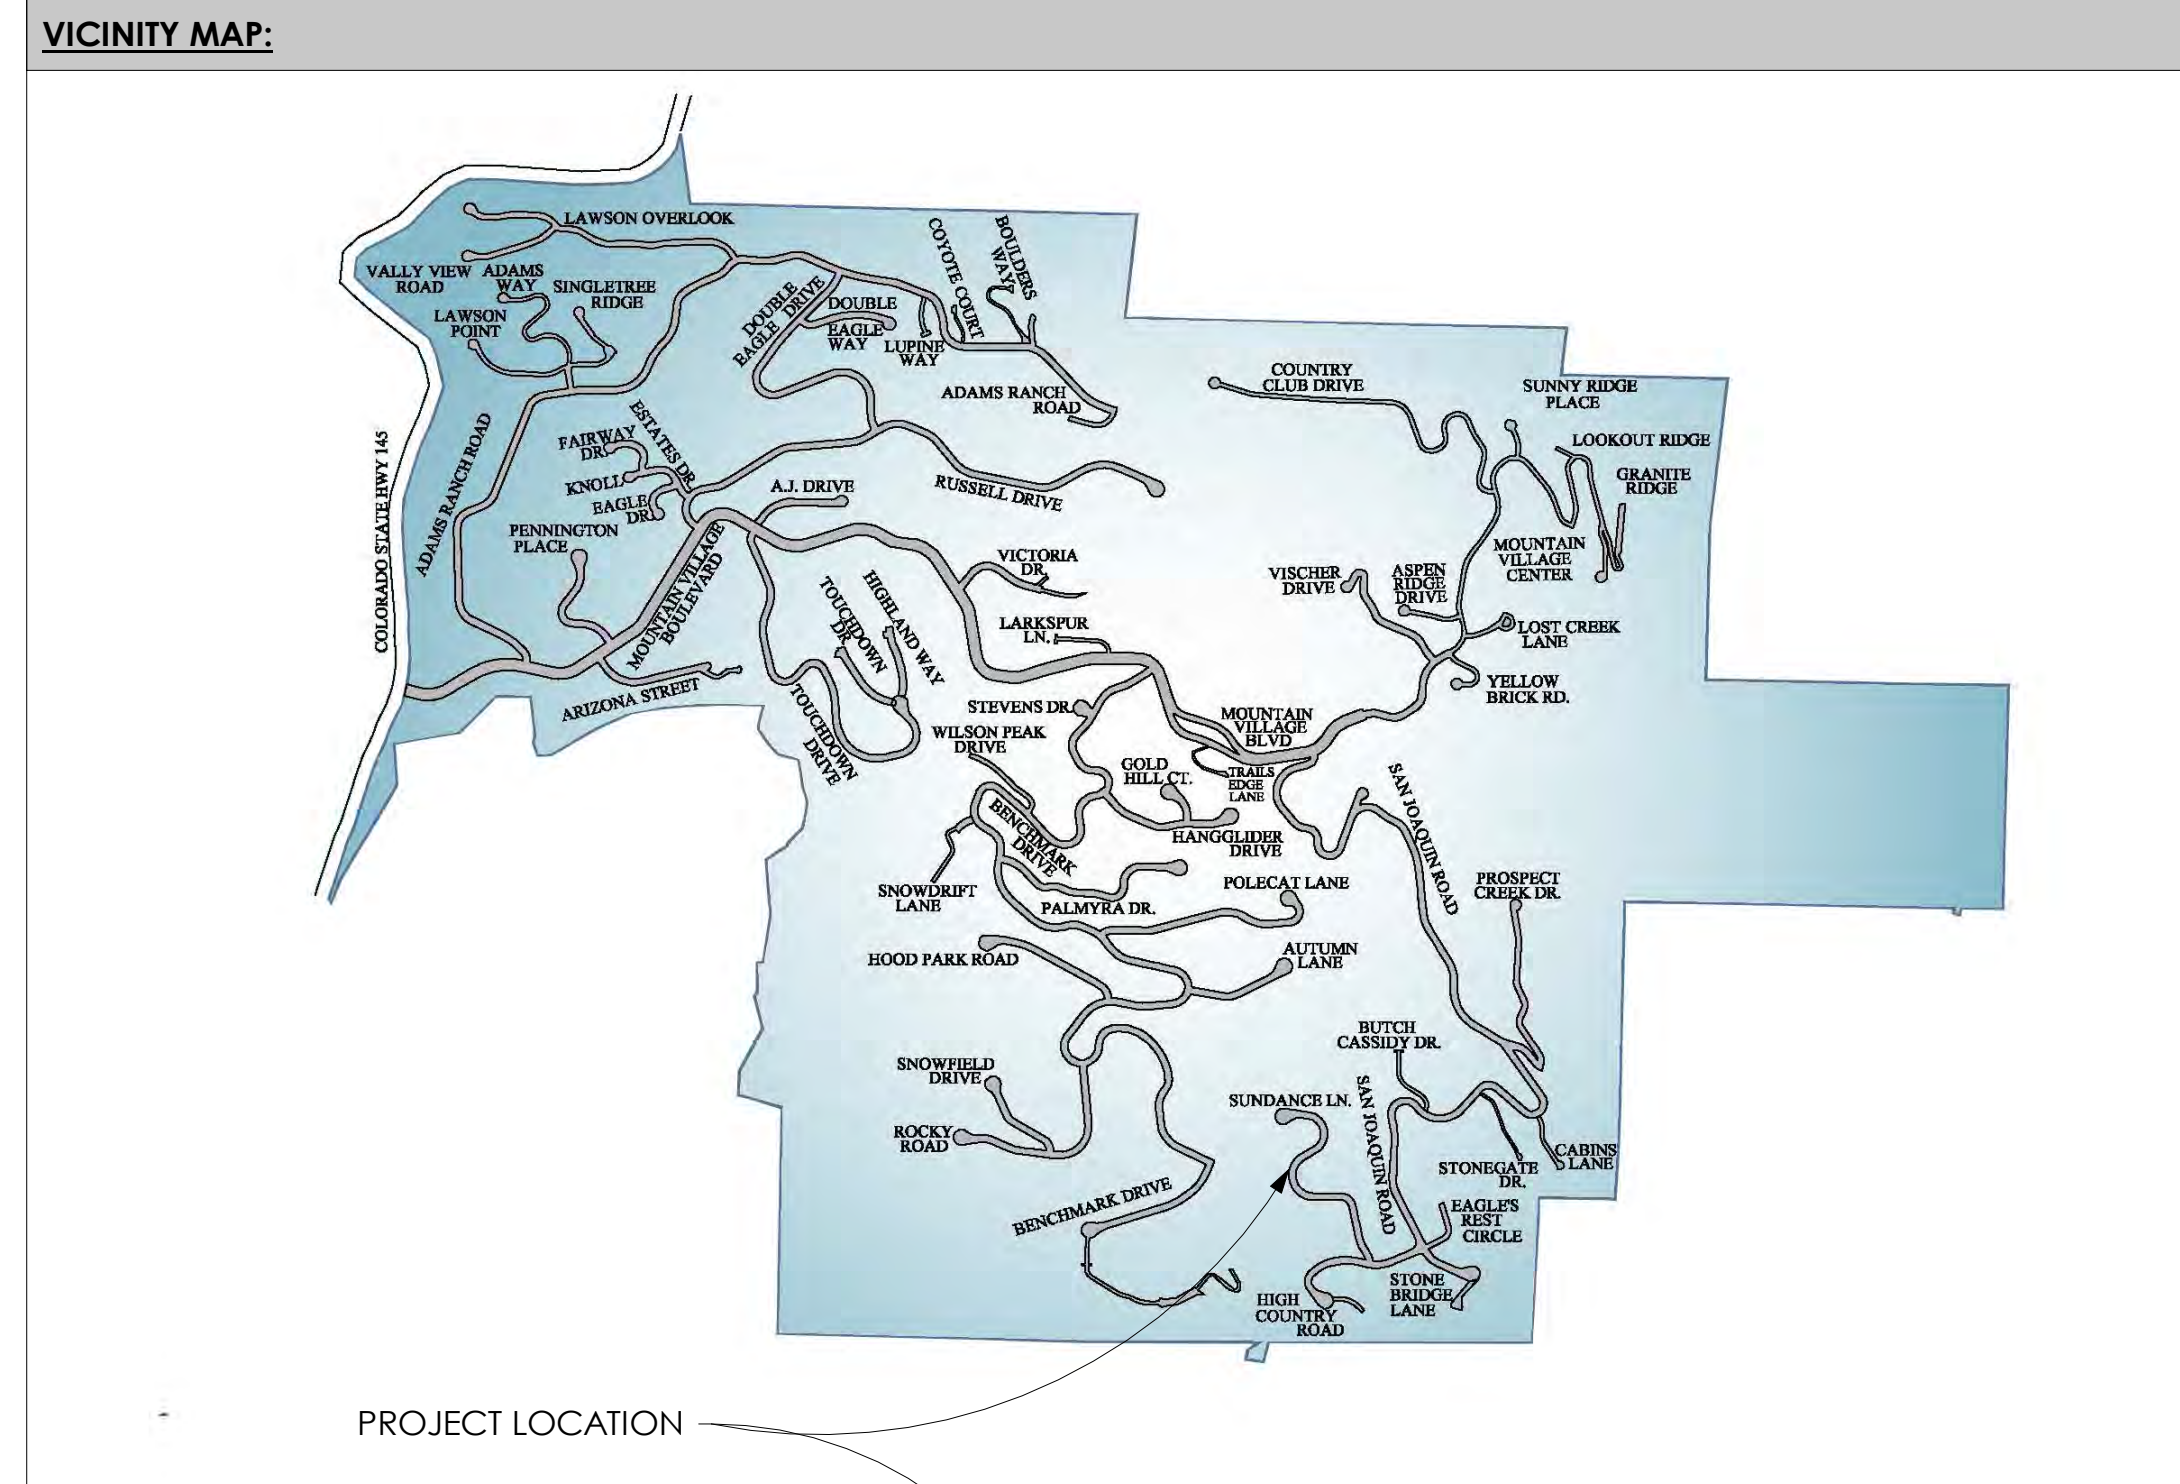 VICINITY MAP:
LAWSON OVERLOOK
VALLY VIEW
ROAD
ADAMS
WAY
SINGLETREE
RIDGE
LAWSON
POINT
DOUBLE
EAGLE DRIVE
DOUBLE
EAGLE
WAY
LUPINE
WAY
COYOTE COURT
BOULDERS
WAY
ADAMS RANCH
ROAD
COUNTRY
CLUB DRIVE
SUNNY RIDGE
PLACE
LOOKOUT RIDGE
GRANITE
RIDGE
COLORADO STATE HWY 145
ADAMS RANCH ROAD
ESTATES DR.
FAIRWAY
DR.
KNOLL
EAGLE
DR.
PENNINGTON
PLACE
A.J. DRIVE
RUSSELL DRIVE
MOUNTAIN VILLAGE
BOULEVARD
ARIZONA STREET
VICTORIA
DR.
LARKSPUR
LN.
TOUCHDOWN
DR.
HIGHLAND WAY
TOUCHDOWN
DRIVE
VISCHER
DRIVE
ASPEN
RIDGE
DRIVE
MOUNTAIN
VILLAGE
CENTER
LOST CREEK
LANE
YELLOW
BRICK RD.
STEVENS DR.
WILSON PEAK
DRIVE
MOUNTAIN
VILLAGE
BLVD
GOLD
HILL CT.
TRAILS
EDGE
LANE
SAN JOAQUIN ROAD
BENCHMARK
DRIVE
HANGGLIDER
DRIVE
SNOWDRIFT
LANE
POLECAT LANE
PALMYRA DR.
PROSPECT
CREEK DR.
HOOD PARK ROAD
AUTUMN
LANE
BUTCH
CASSIDY DR.
SNOWFIELD
DRIVE
SUNDANCE LN.
SAN JOAQUIN ROAD
ROCKY
ROAD
STONEGATE
DR.
CABINS
LANE
BENCHMARK DRIVE
EAGLE'S
REST
CIRCLE
STONE
BRIDGE
LANE
HIGH
COUNTRY
ROAD
PROJECT LOCATION